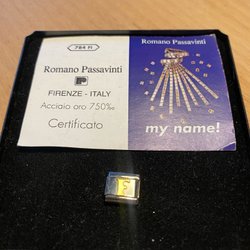 784 FI
Romano Passavinti
FIRENZE - ITALY
Acciaio oro 750‰
Certificato
Romano Passavinti
my name!